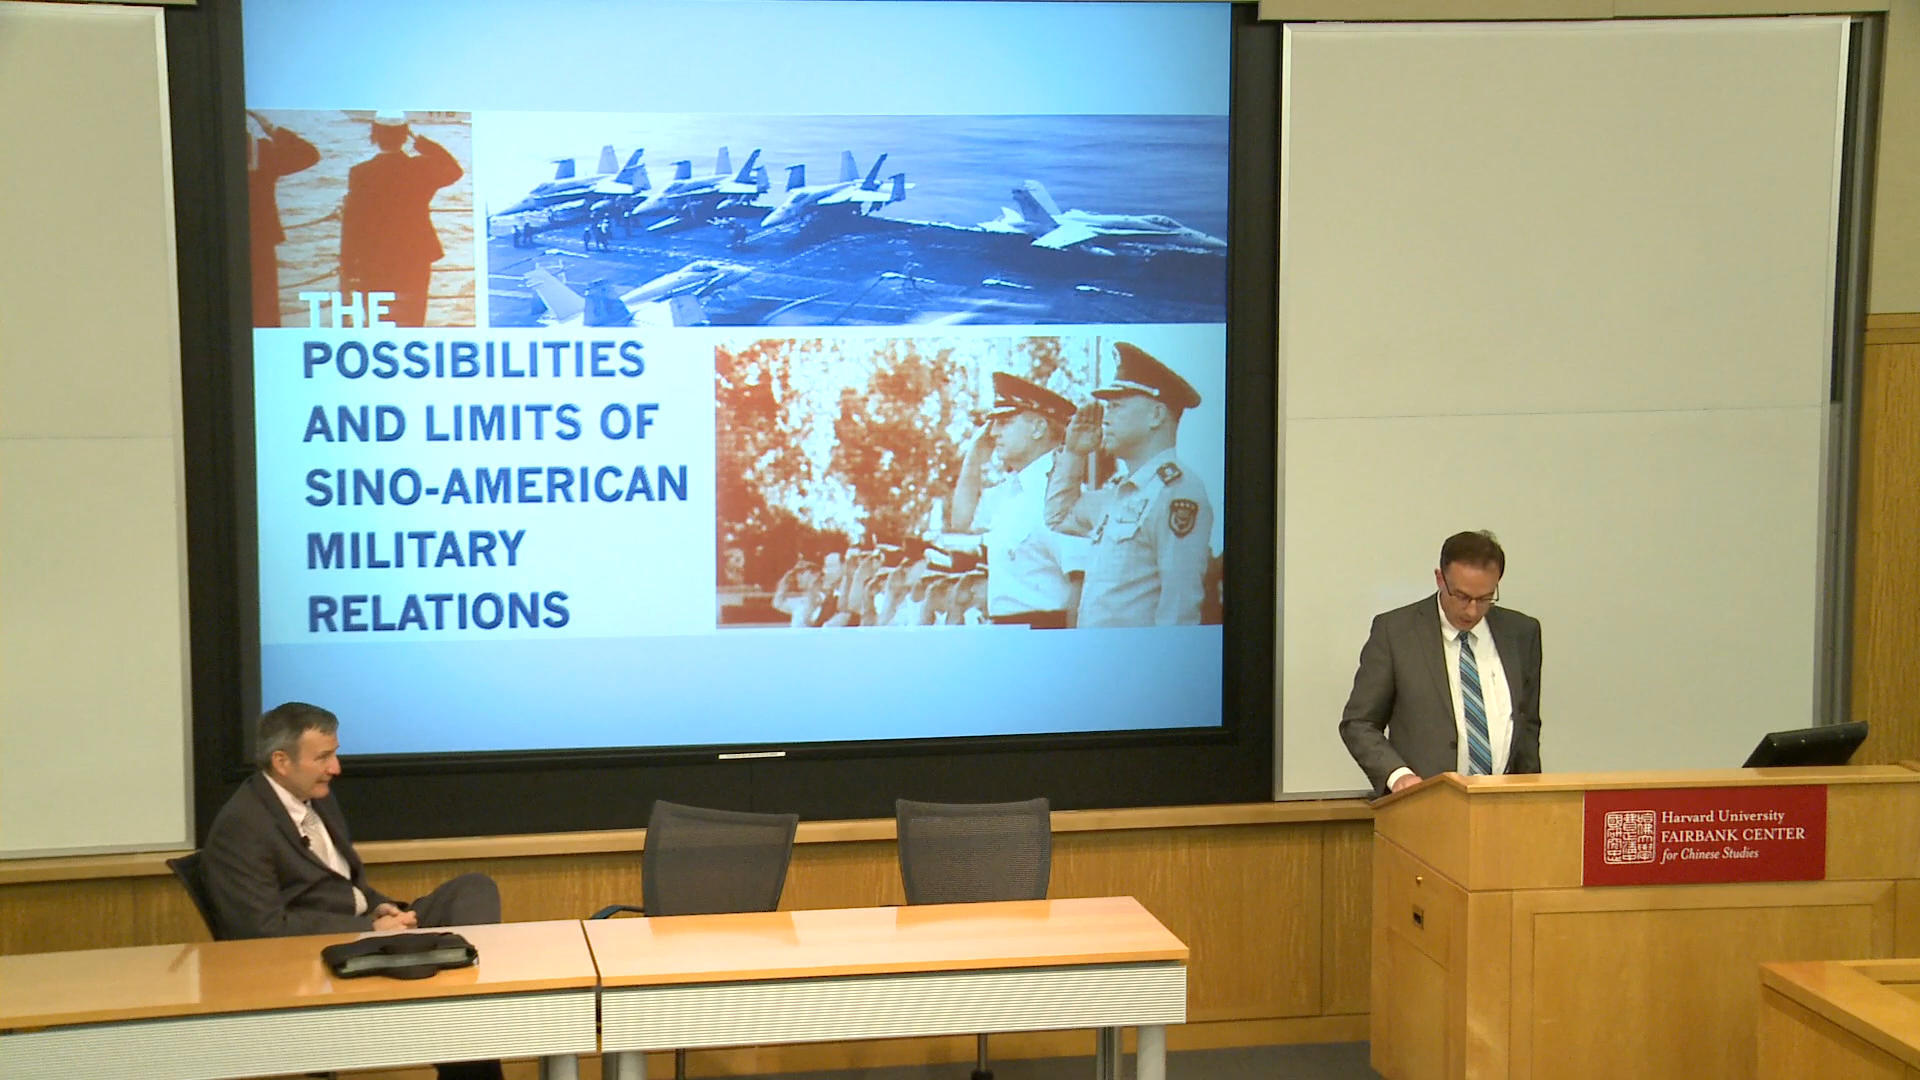 THE
POSSIBILITIES
AND LIMITS OF
SINO-AMERICAN
MILITARY
RELATIONS
Harvard University
FAIRBANK CENTER
for Chinese Studies